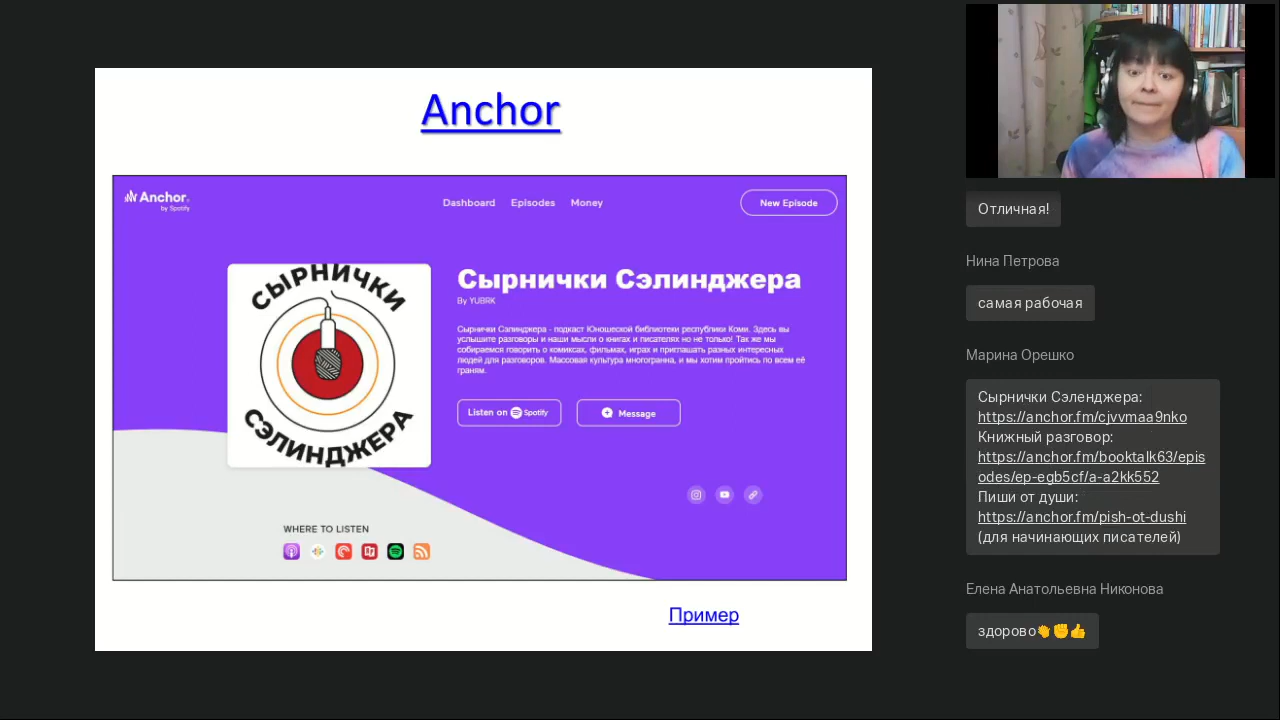 Anchor
Anchor
by Spotify
Dashboard Episodes Money
New Episode
СЫРНИЧКИ
СЭЛИНДЖЕРА
Сырнички Сэлинджера
By YUBRK
Сырнички Сэлинджера - подкаст Юношеской библиотеки республики Коми. Здесь вы
услышите разговоры и наши мысли о книгах и писателях но не только! Так же мы
собираемся говорить о комиксах, фильмах, играх и приглашать разных интересных
людей для разговоров. Массовая культура многогранна, и мы хотим пройтись по всем её
граням.
Listen on Spotify
Message
WHERE TO LISTEN
Пример
Отличная!
Нина Петрова
самая рабочая
Марина Орешко
Сырнички Сэленджера:
https://anchor.fm/cjvvmaa9nko
Книжный разговор:
https://anchor.fm/booktalk63/epis
odes/ep-egb5cf/a-a2kk552
Пиши от души:
https://anchor.fm/pish-ot-dushi
(для начинающих писателей)
Елена Анатольевна Никонова
здорово👏✊👍